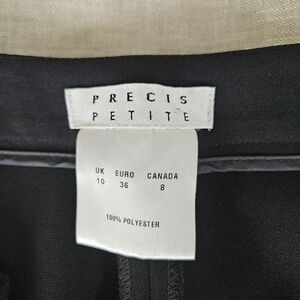 PRECIS
PETITE
UK EURO CANADA
10 36 8
100% POLYESTER